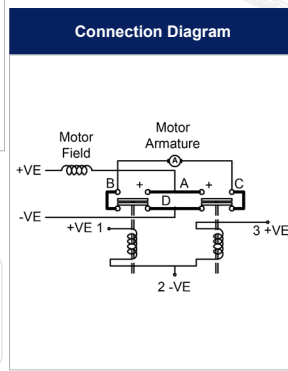 Connection Diagram
Motor
Armature
Motor
Field
A
+VE
B
+
A
+
C
D
-VE
+VE 1
3 +VE
2 -VE